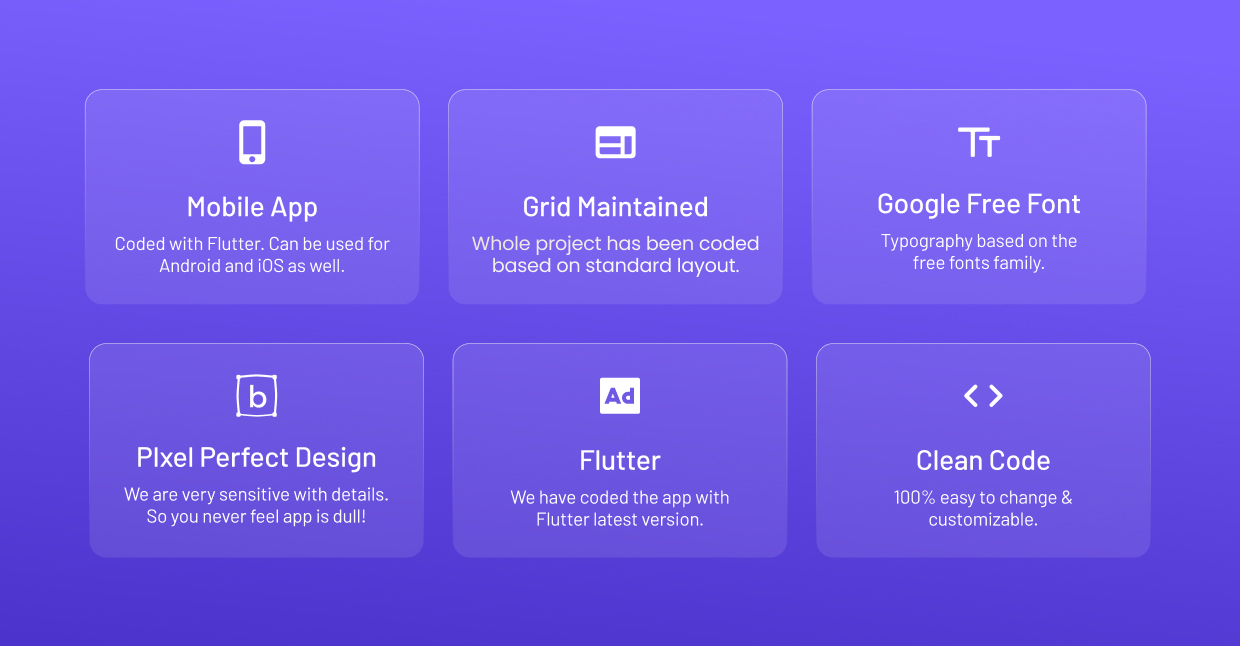 Mobile App
Coded with Flutter. Can be used for
Android and iOS as well.
Grid Maintained
Whole project has been coded
based on standard layout.
Tт
Google Free Font
Typography based on the
free fonts family.
b
PIxel Perfect Design
We are very sensitive with details.
So you never feel app is dull!
Ad
Flutter
We have coded the app with
Flutter latest version.
< >
Clean Code
100% easy to change &
customizable.